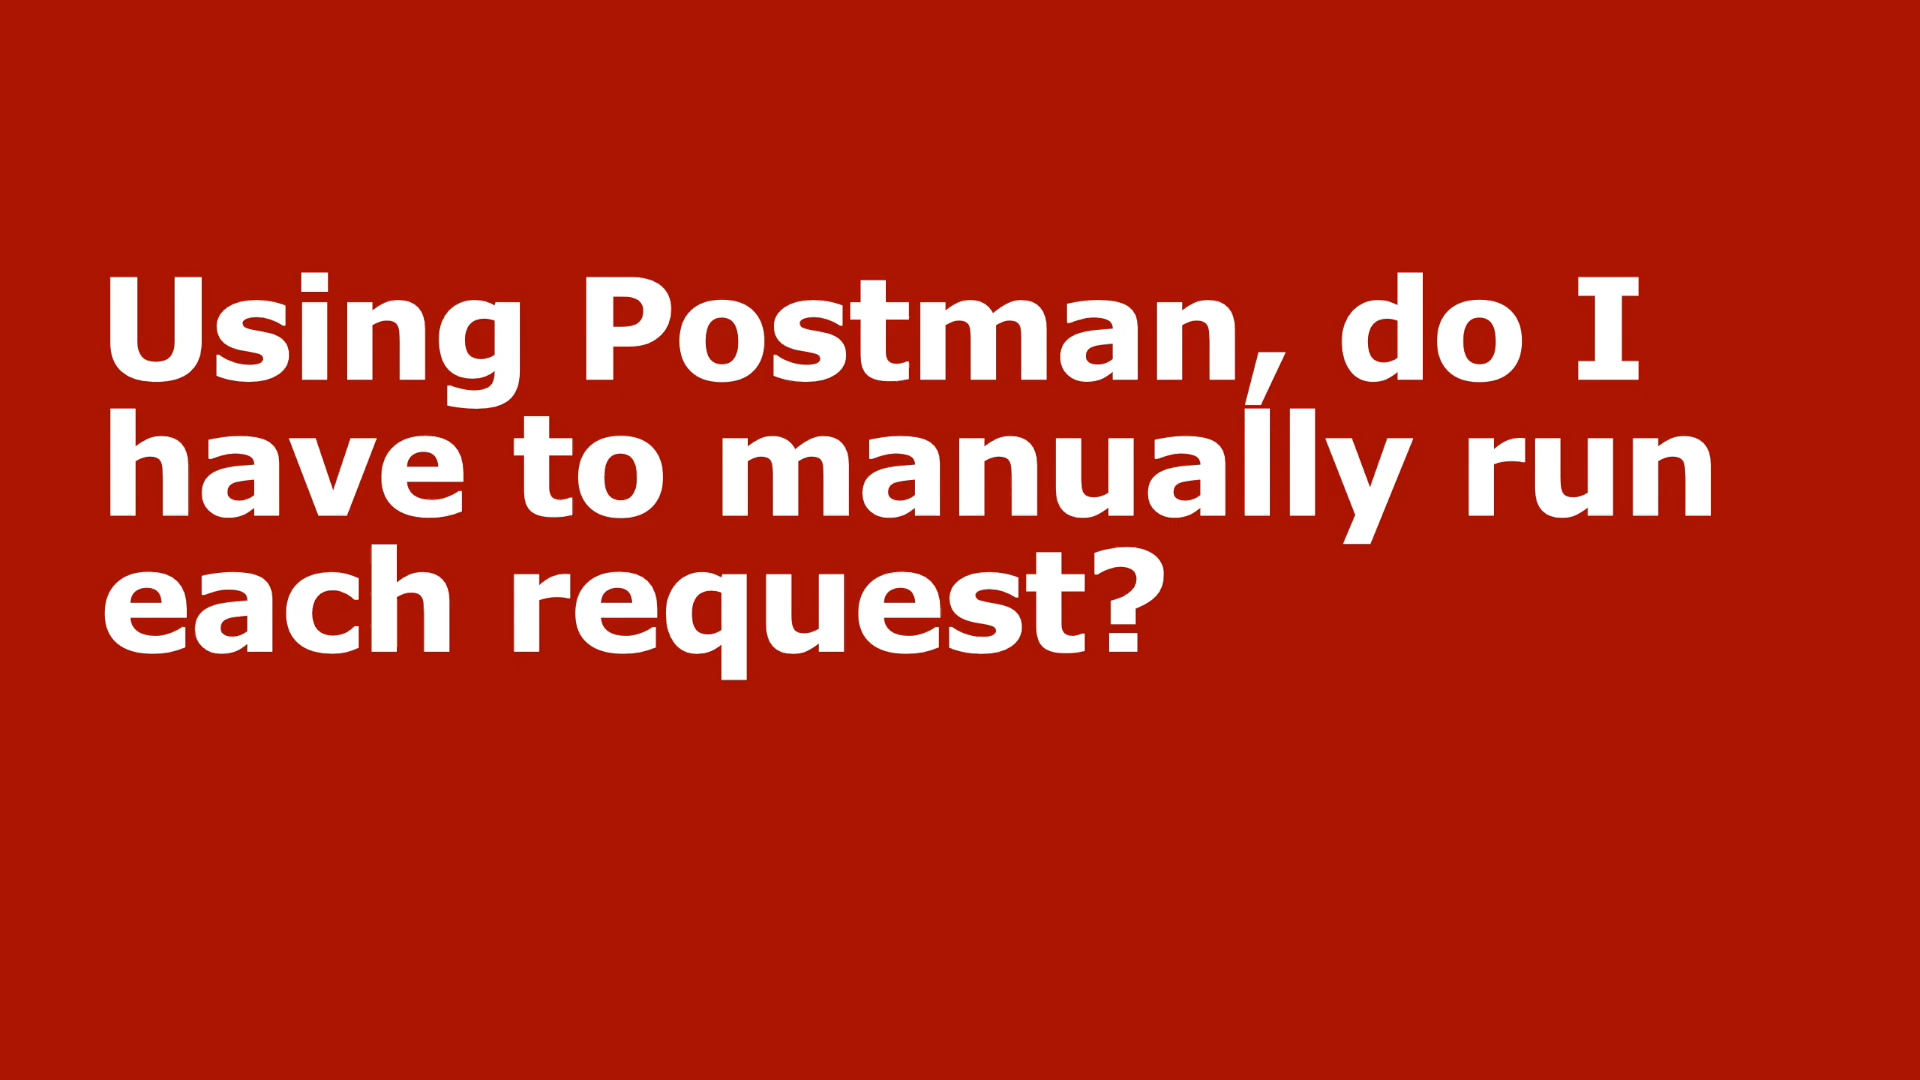 Using Postman, do I
have to manually run
each request?